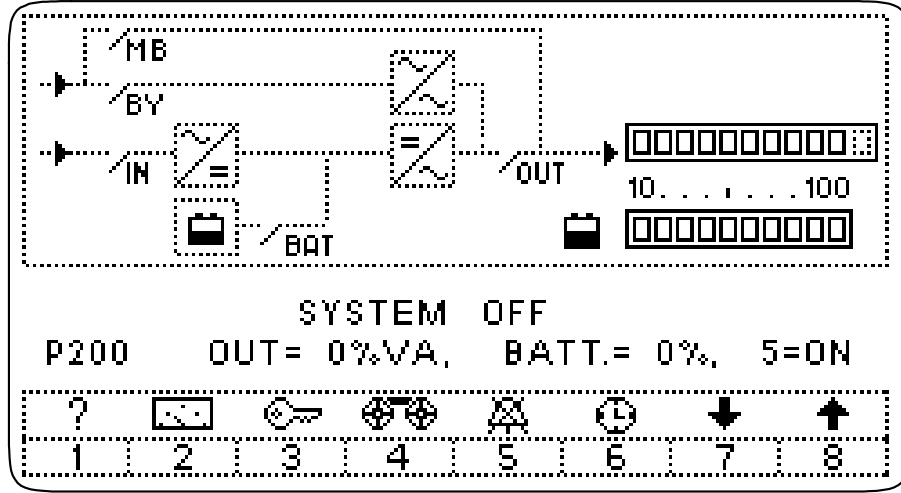 MB
BY
IN
OUT
10. . . . ı . . . . 100
BAT
SYSTEM OFF
P200 OUT= 0%VA, BATT.= 0%, 5=ON
?
1 2 3 4 5 6 7 8